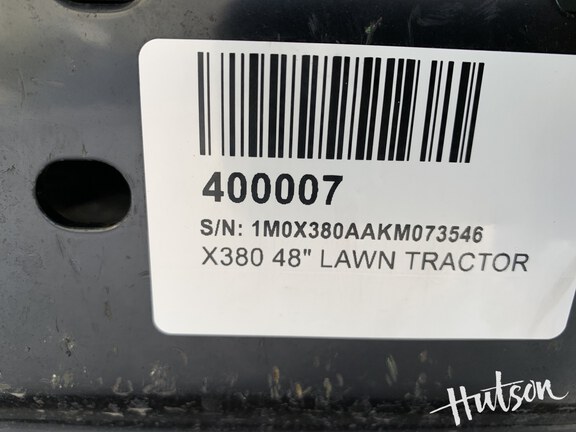 400007
S/N: 1M0X380AAKM073546
X380 48" LAWN TRACTOR
Hutson